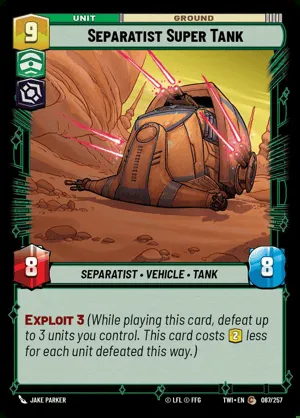 UNIT
GROUND
9
SEPARATIST SUPER TANK
8
8
SEPARATIST • VEHICLE • TANK
EXPLOIT 3 (While playing this card, defeat up
to 3 units you control. This card costs 2 less
for each unit defeated this way.)
JAKE PARKER
© LFL © FFG
TWI • EN C 087/257